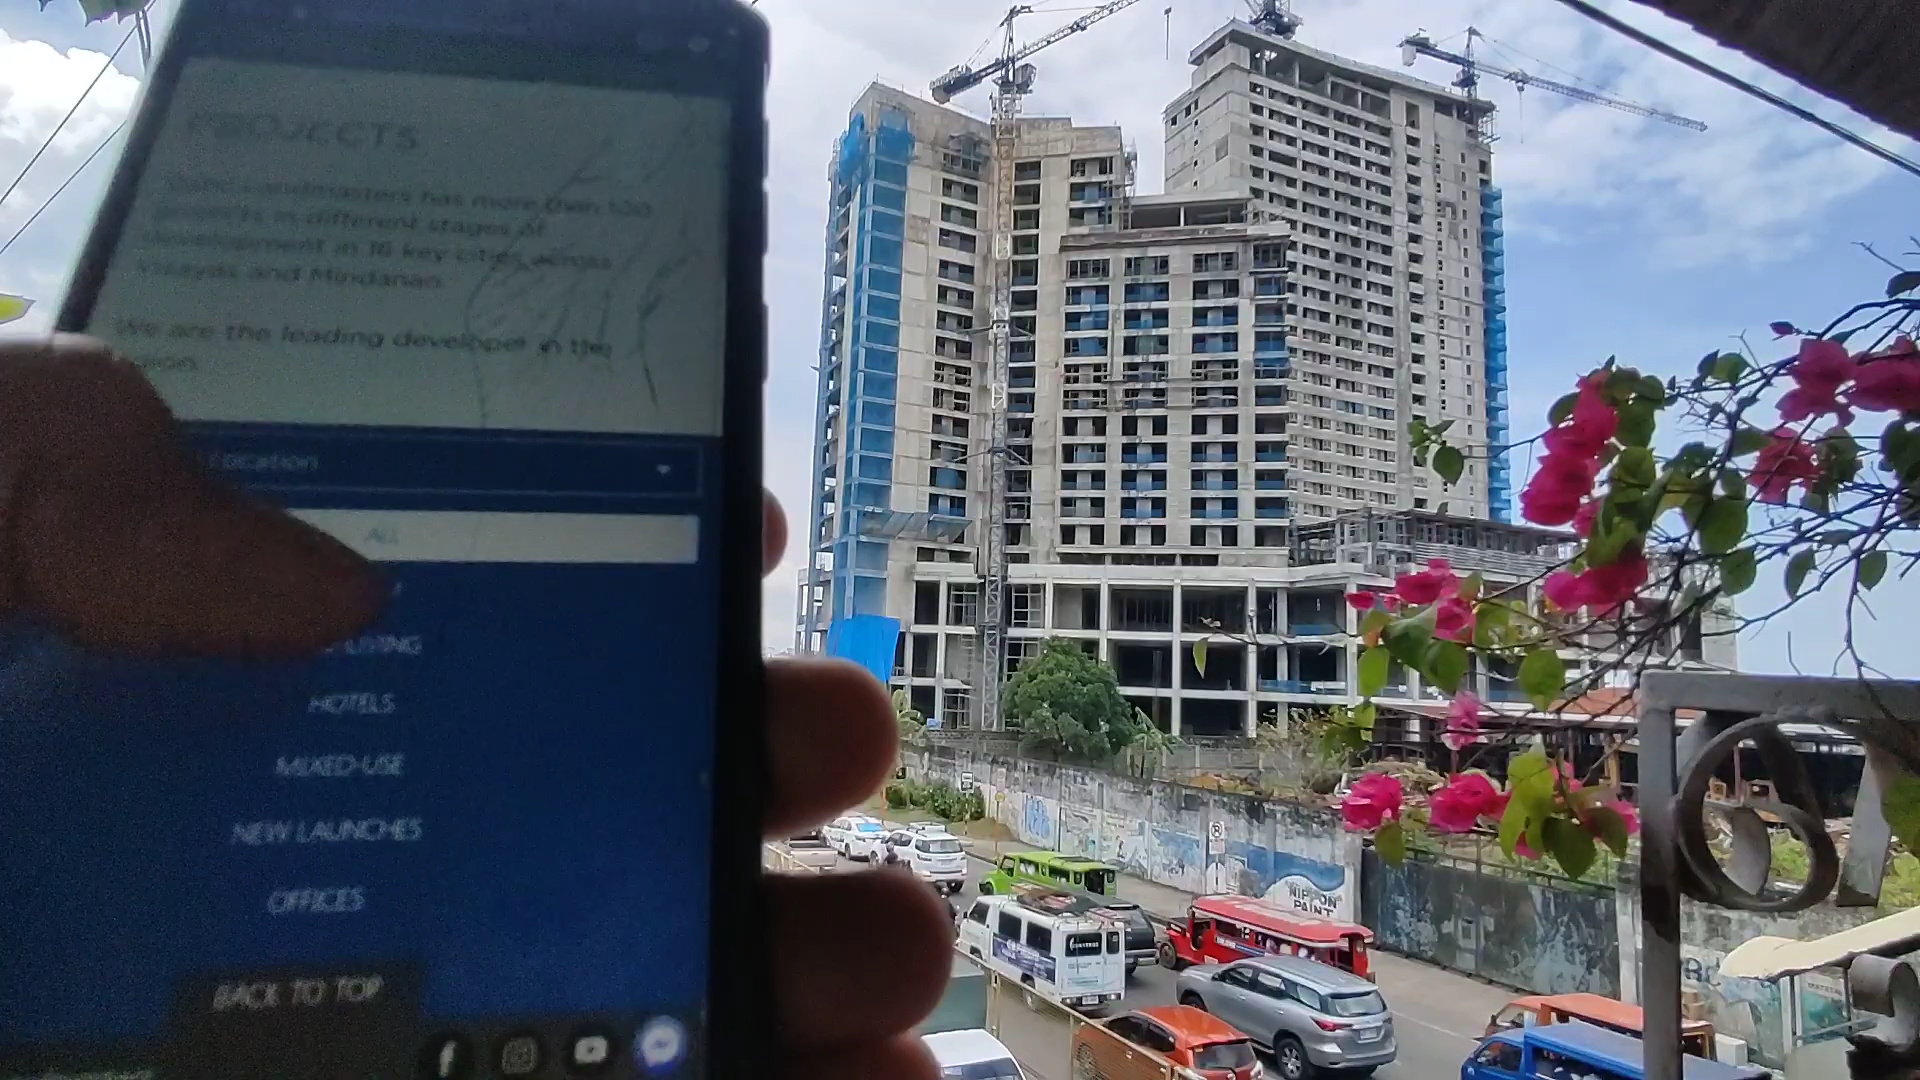 PROJECTS
Landmasters has more than
projects in different stages of
development in 16 key cities across
Visayas and Mindanao.
We are the leading developer in the
Location
ALL
HOTELS
MIXED-USE
NEW LAUNCHES
OFFICES
BACK TO TOP
NIPPON
PAINT
CONVERGE